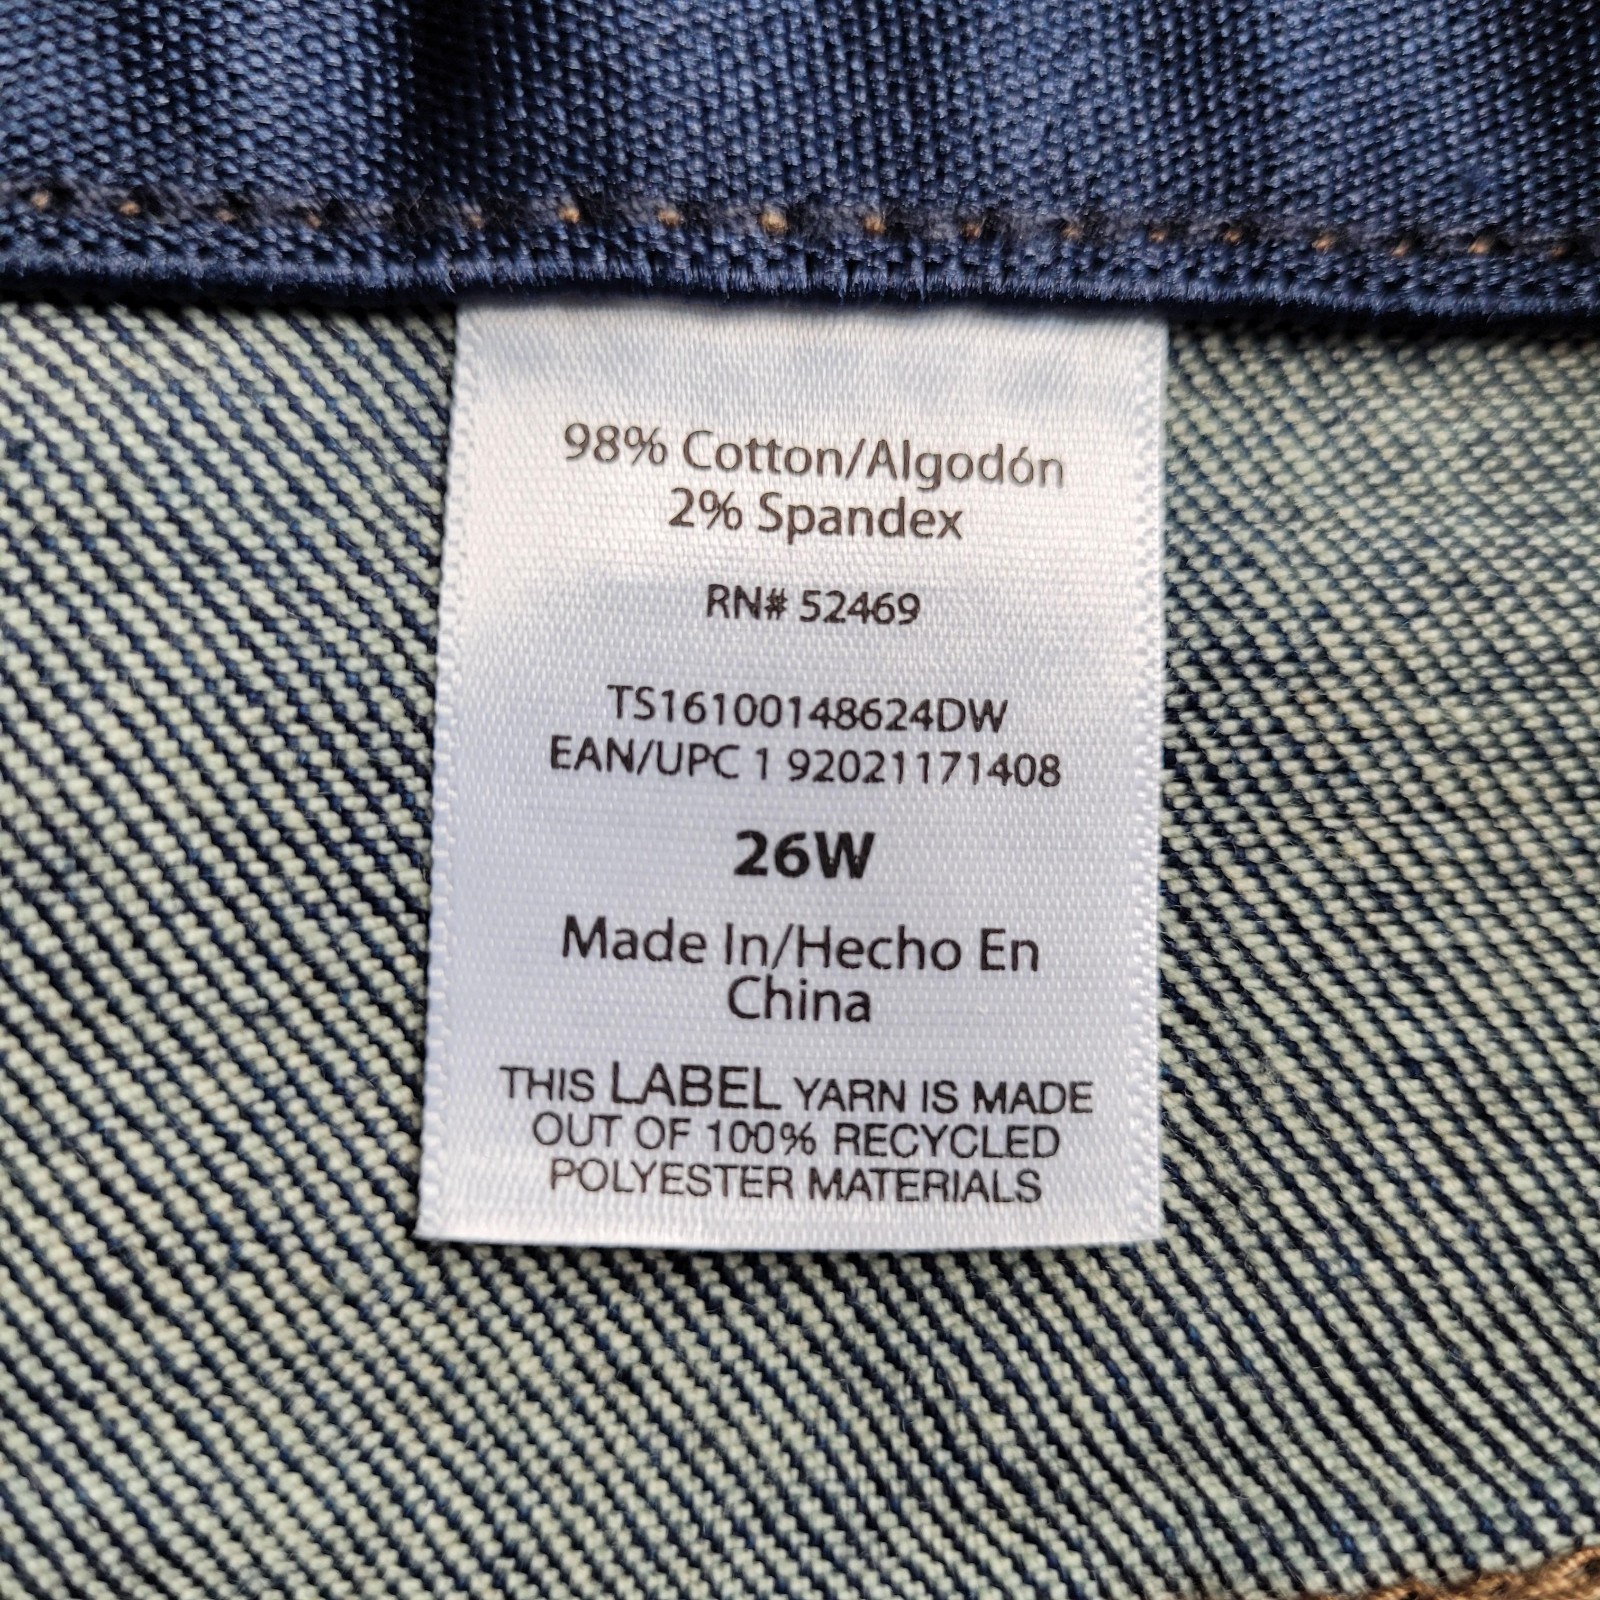 98% Cotton/Algodón
2% Spandex
RN# 52469
TS16100148624DW
EAN/UPC 1 92021171408
26W
Made In/Hecho En
China
THIS LABEL YARN IS MADE
OUT OF 100% RECYCLED
POLYESTER MATERIALS